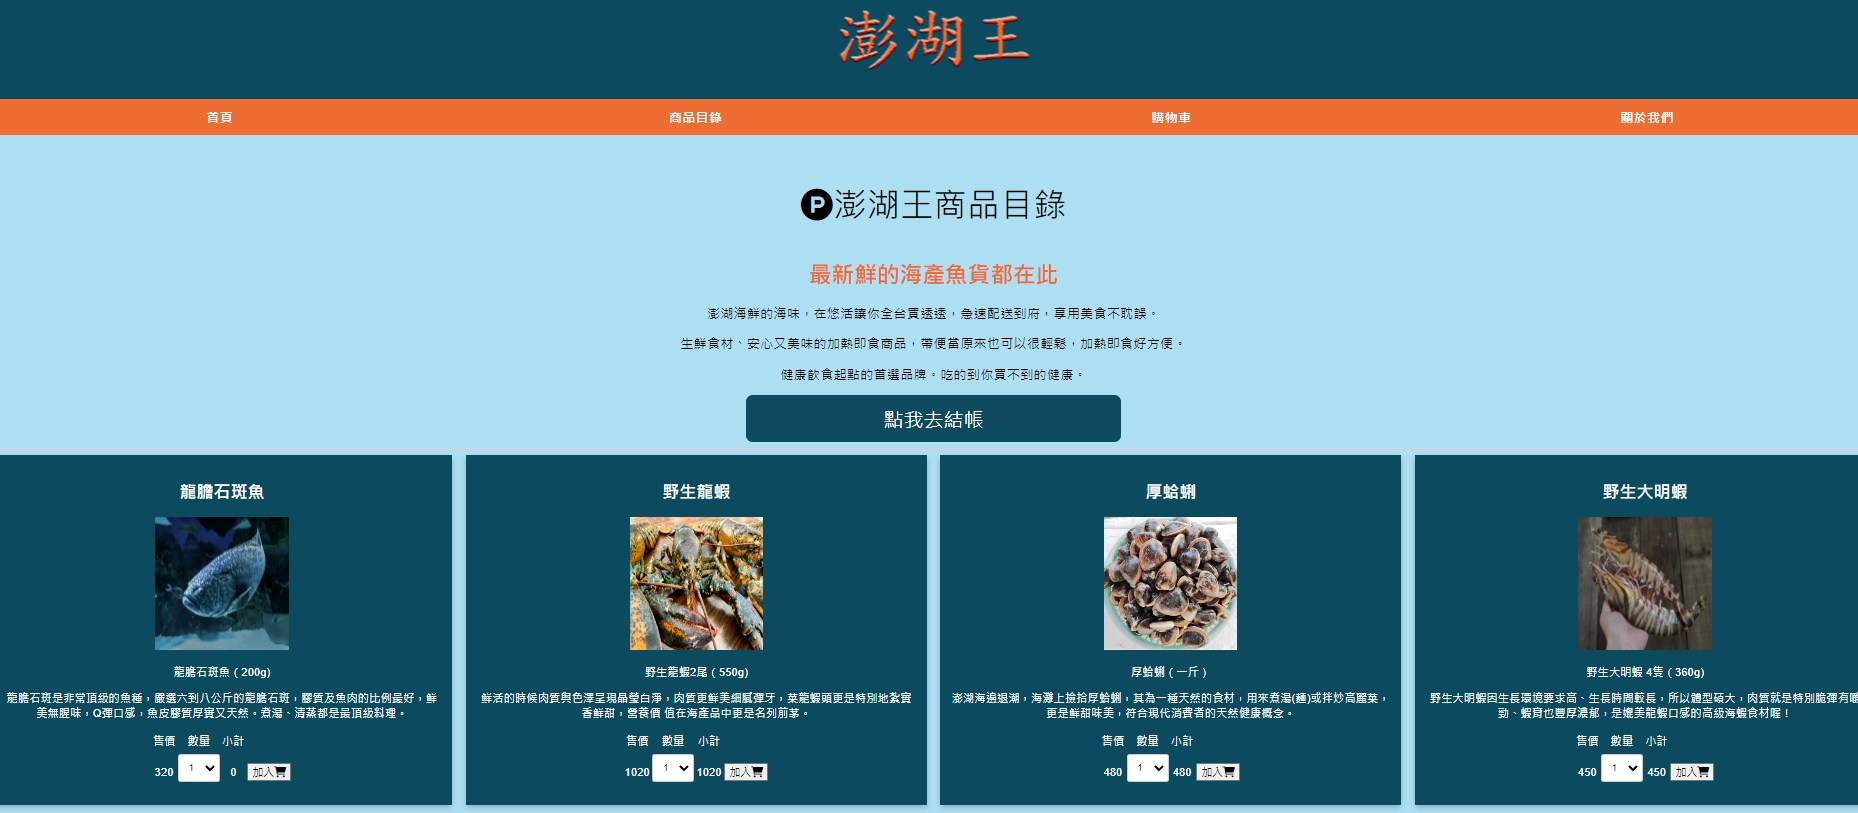 澎湖王
首頁 商品目錄 購物車 關於我們
P澎湖王商品目錄
最新鮮的海產魚貨都在此
澎湖海鮮的海味，在悠活讓你全台買透透，急速配送到府，享用美食不耽誤。
生鮮食材、安心又美味的加熱即食商品，帶便當原來也可以很輕鬆，加熱即食好方便。
健康飲食起點的首選品牌。吃的到你買不到的健康。
點我去結帳
龍膽石斑魚
龍膽石斑魚 ( 200g)
龍膽石斑是非常頂級的魚種，嚴選六到八公斤的龍膽石斑，膠質及魚肉的比例最好，鮮
美無腥味，Q彈口感，魚皮膠質厚實又天然。煮湯、清蒸都是最頂級料理。
售價 數量 小計
320 1 0 加入
野生龍蝦
野生龍蝦2尾 ( 550g)
鮮活的時候肉質與色澤呈現晶瑩白淨，肉質更鮮美細膩彈牙，菜龍蝦頭更是特別地紮實
香鮮甜，營養價 值在海產品中更是名列前茅。
售價 數量 小計
1020 1 1020 加入
厚蛤蜊
厚蛤蜊 ( 一斤 )
澎湖海邊退潮，海灘上撿拾厚蛤蜊，其為一種天然的食材，用來煮湯(麵)或拌炒高麗菜，
更是鮮甜味美，符合現代消費者的天然健康概念。
售價 數量 小計
480 1 480 加入
野生大明蝦
野生大明蝦 4隻 ( 360g)
野生大明蝦因生長環境要求高、生長時間較長，所以體型碩大，肉質就是特別脆彈有嚼
勁、蝦膏也豐厚濃郁，是媲美龍蝦口感的高級海蝦食材喔！
售價 數量 小計
450 1 450 加入